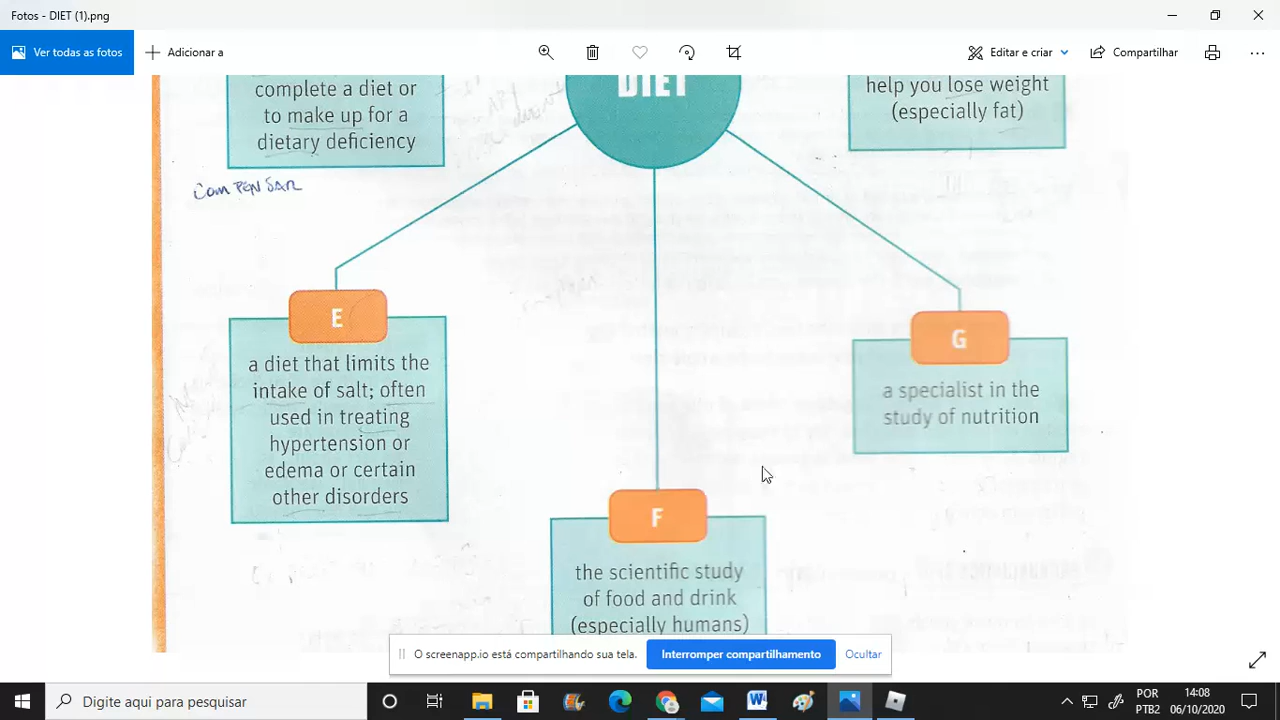 Fotos - DIET (1).png
Ver todas as fotos
Adicionar a
Editar e criar
Compartilhar
DIET
complete a diet or
to make up for a
dietary deficiency
help you lose weight
(especially fat)
COMPENSAR
E
a diet that limits the
intake of salt; often
used in treating
hypertension or
edema or certain
other disorders
G
a specialist in the
study of nutrition
F
the scientific study
of food and drink
(especially humans)
O screenapp.io está compartilhando sua tela.
Interromper compartilhamento
Ocultar
Digite aqui para pesquisar
POR
PTB2
14:08
06/10/2020